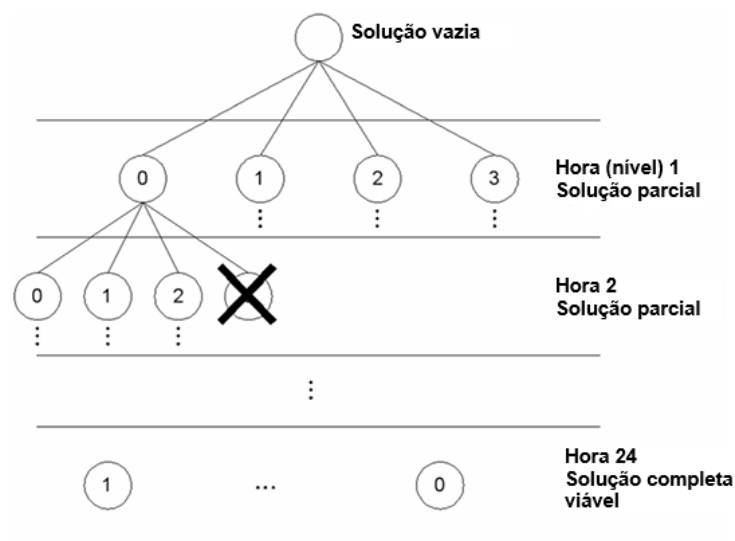 Solução vazia
0
1
2
3
Hora (nível) 1
Solução parcial
0
1
2
Hora 2
Solução parcial
Hora 24
Solução completa
viável
1
...
0